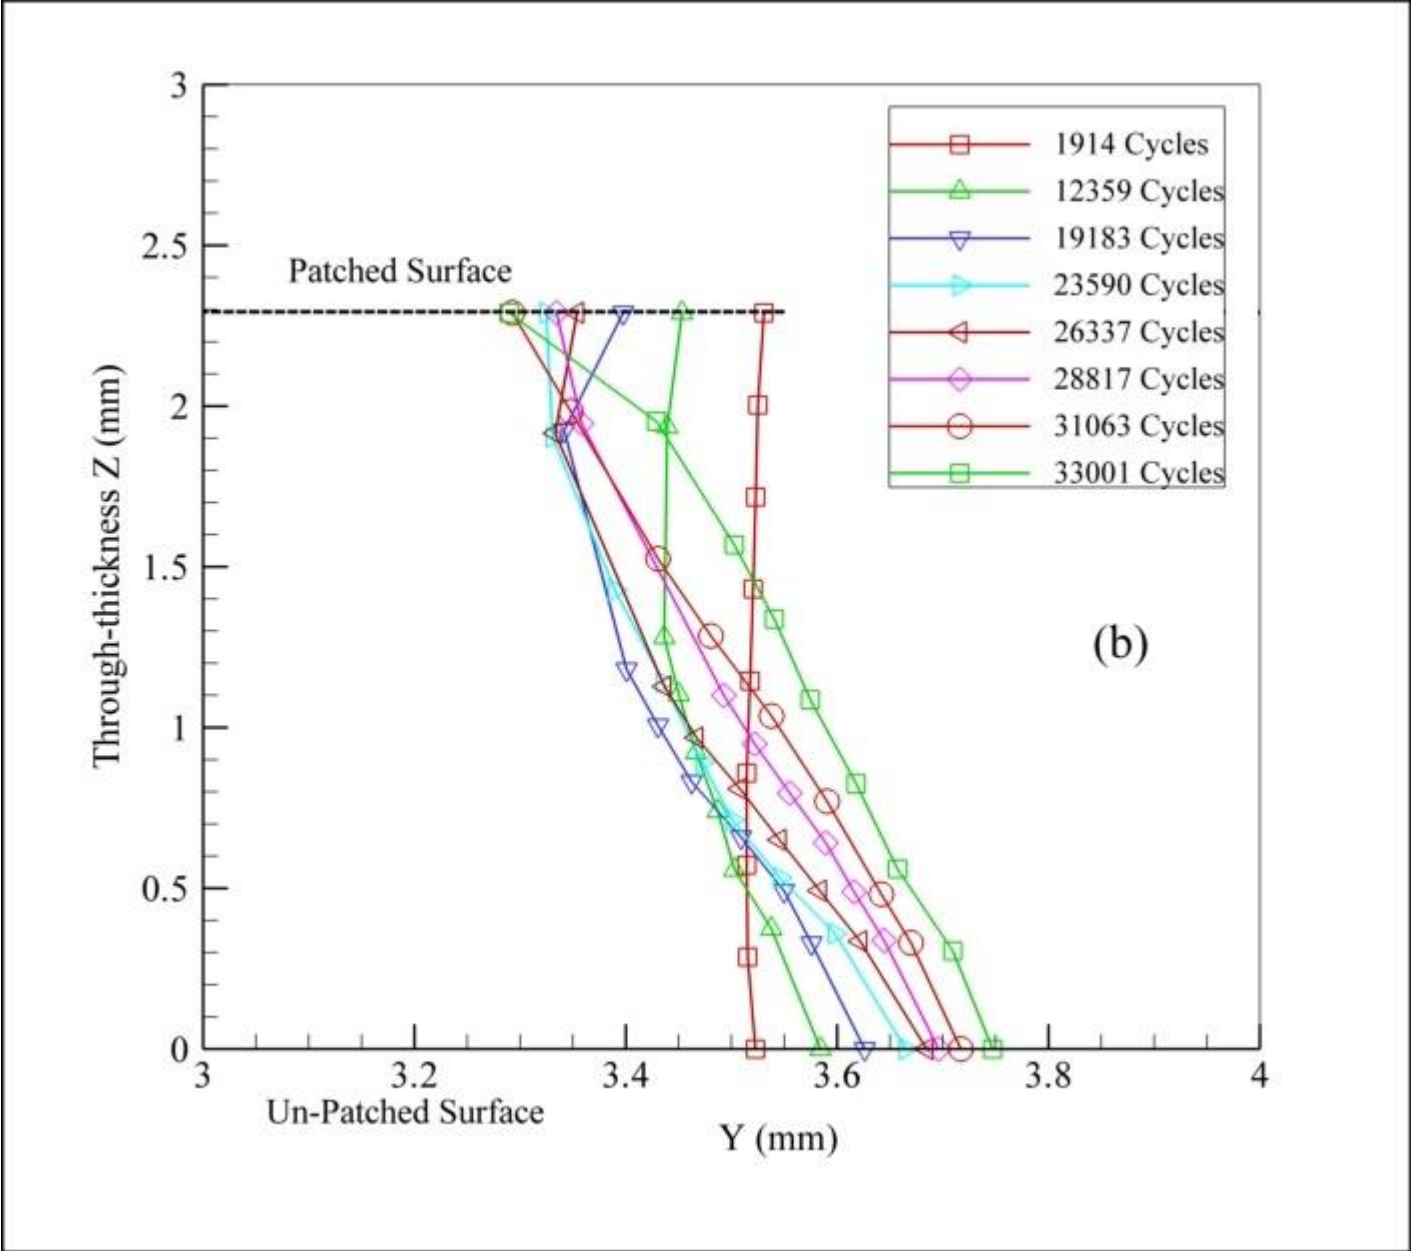 3
2.5
2
1.5
1
0.5
0
Through-thickness Z (mm)
Patched Surface
1914 Cycles
12359 Cycles
19183 Cycles
23590 Cycles
26337 Cycles
28817 Cycles
31063 Cycles
33001 Cycles
(b)
3 3.2 3.4 3.6 3.8 4
Un-Patched Surface
Y (mm)